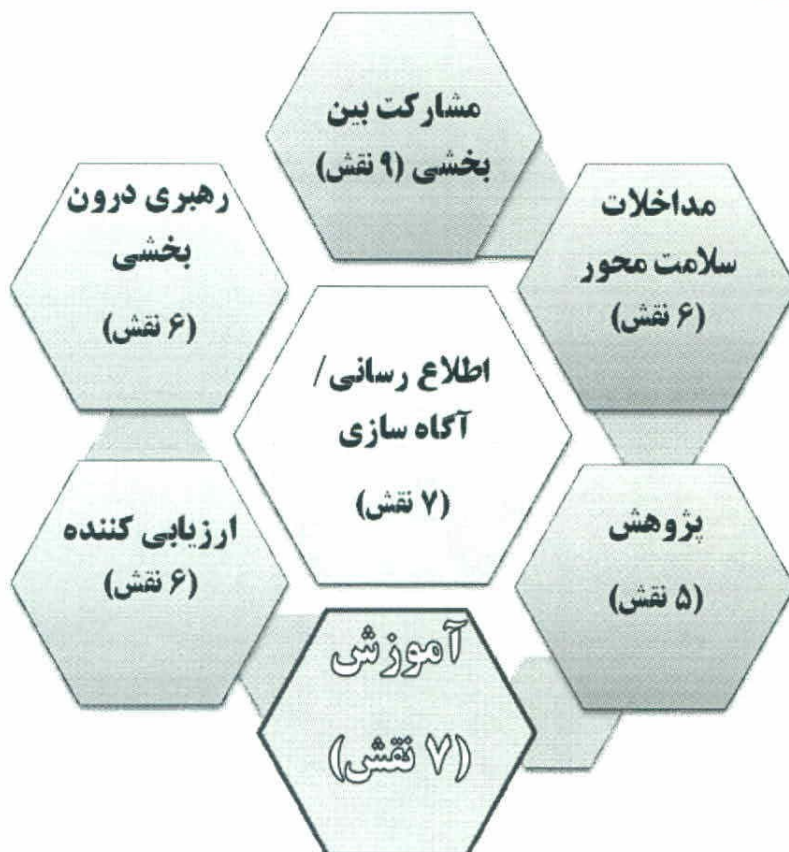 مشارکت بین
بخشی (۹ نقش)
مداخلات
سلامت محور
(۶ نقش)
رهبری درون
بخشی
(۶ نقش)
اطلاع رسانی/
آگاه سازی
(۷ نقش)
پژوهش
(۵ نقش)
ارزیابی کننده
(۶ نقش)
آموزش
(۷ نقش)